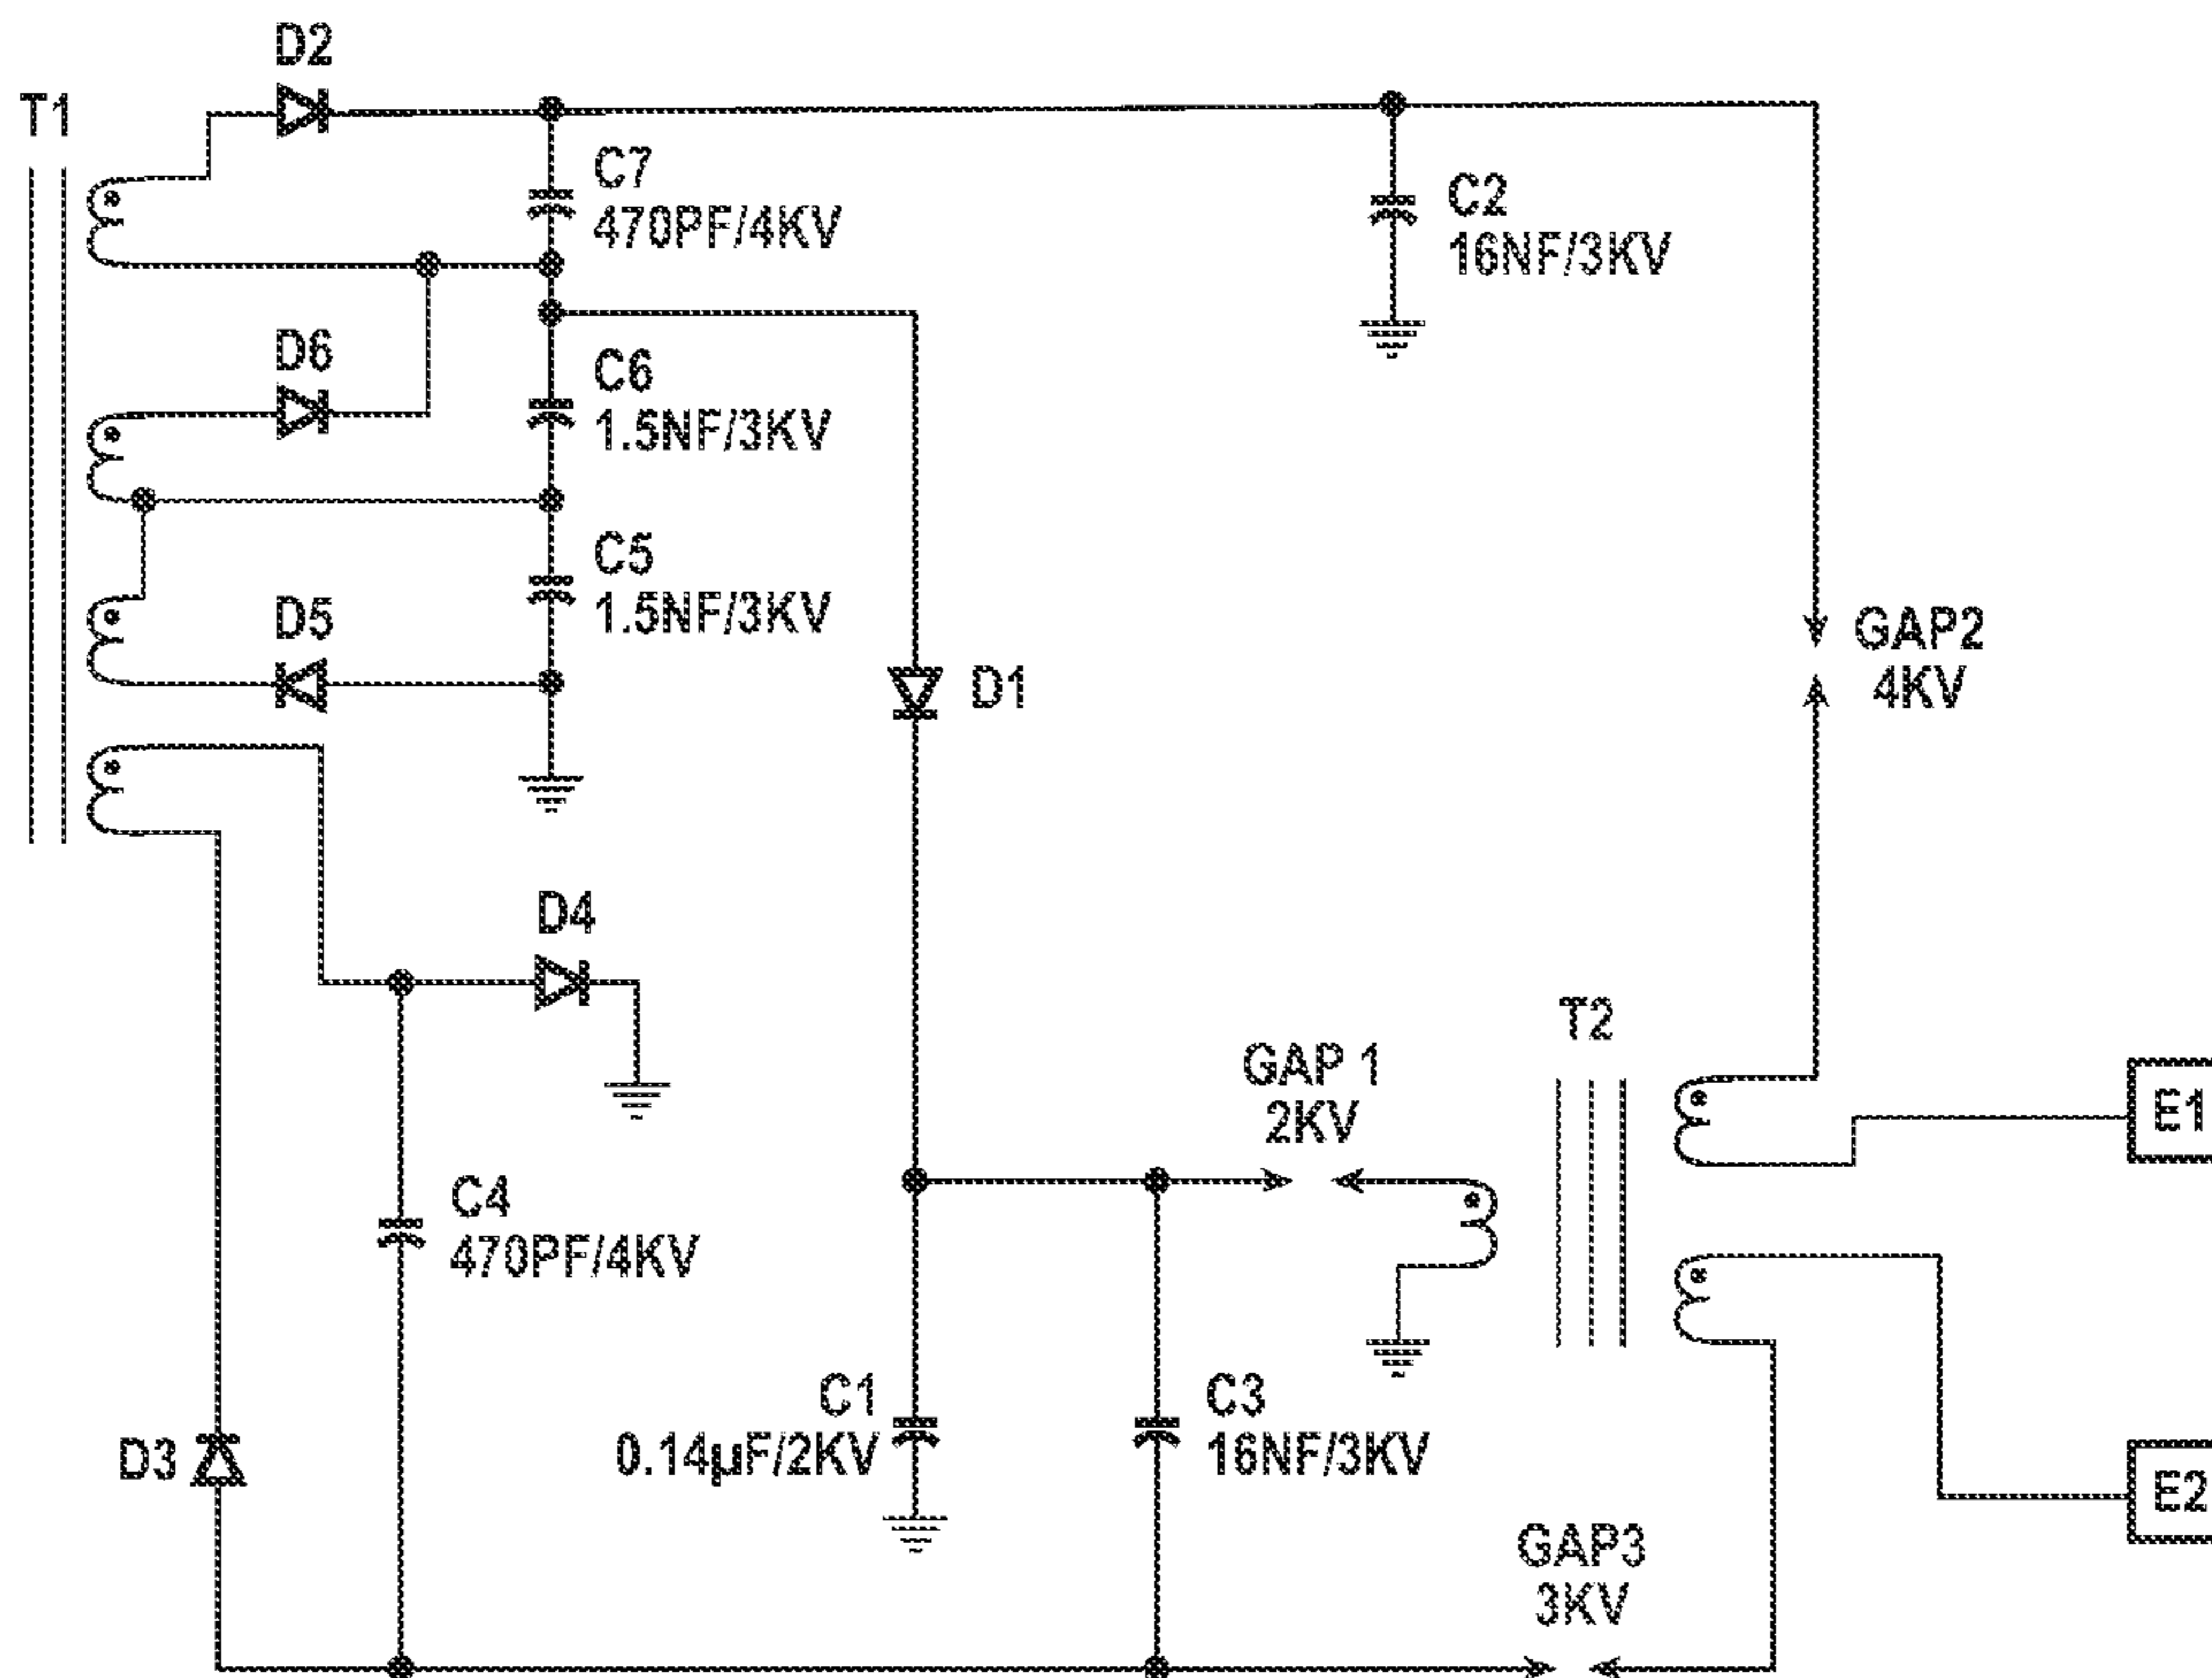 D2
T1
C7
470PF/4KV
C2
16NF/3KV
D6
C6
1.5NF/3KV
C5
1.5NF/3KV
D5
GAP2
4KV
D1
D4
T2
GAP 1
2KV
E1
C4
470PF/4KV
C1
0.14µF/2KV
C3
16NF/3KV
D3
E2
GAP3
3KV